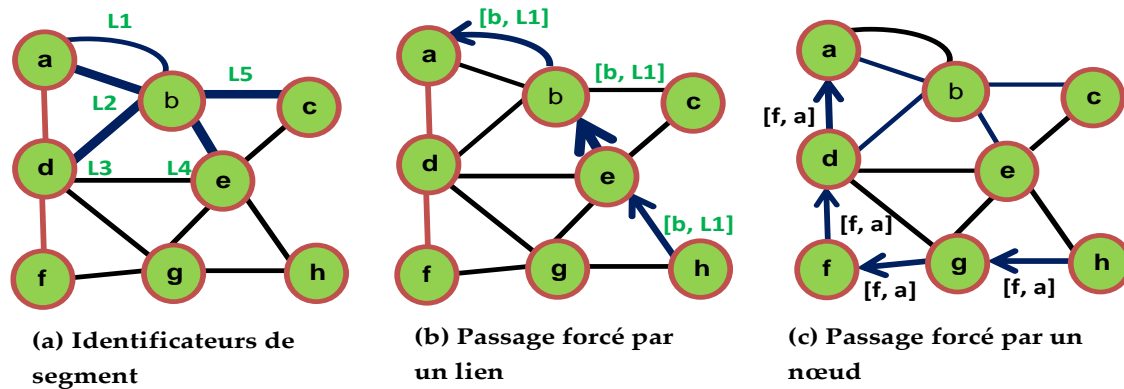 L1
a
L5
L2
b
c
d
L3
L4
e
f
g
h
(a) Identificateurs de
segment
[b, L1]
a
[b, L1]
b
c
d
e
[b, L1]
f
g
h
(b) Passage forcé par
un lien
a
b
c
[f, a]
d
e
[f, a]
f
g
h
[f, a]
[f, a]
(c) Passage forcé par un
nœud